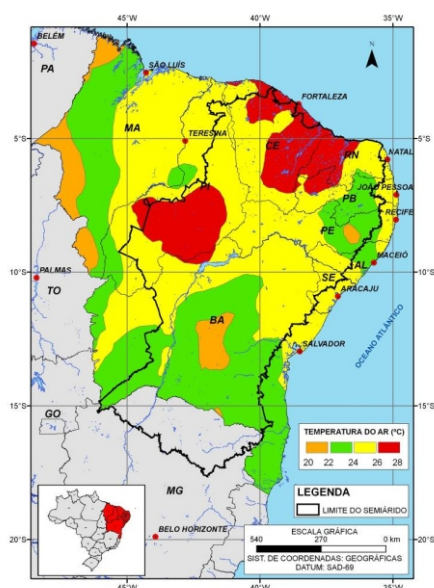 45°W
40°W
35°W
BELÉM
PA
SÃO LUÍS
N
FORTALEZA
5°S
MA
TERESINA
CE
RN
NATAL
5°S
JOÃO PESSOA
PB
RECIFE
PE
AL
MACEIÓ
10°S
PALMAS
SE
10°S
TO
ARACAJU
BA
SALVADOR
OCEANO ATLÂNTICO
15°S
15°S
GO
TEMPERATURA DO AR (°C)
20 22 24 26 28
MG
LEGENDA
LIMITE DO SEMIÁRIDO
ESCALA GRÁFICA
540 270 0 km
BELO HORIZONTE
20°S
SIST. DE COORDENADAS: GEOGRÁFICAS
DATUM: SAD-69
20°S
45°W
40°W
35°W